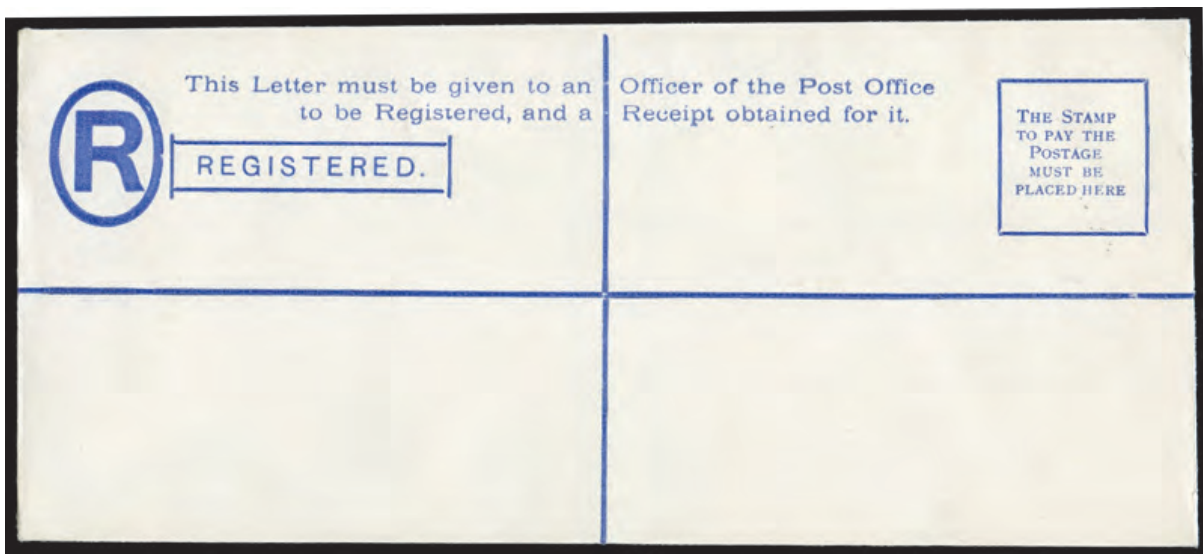 This Letter must be given to an Officer of the Post Office
to be Registered, and a Receipt obtained for it.
R
REGISTERED.
THE STAMP
TO PAY THE
POSTAGE
MUST BE
PLACED HERE